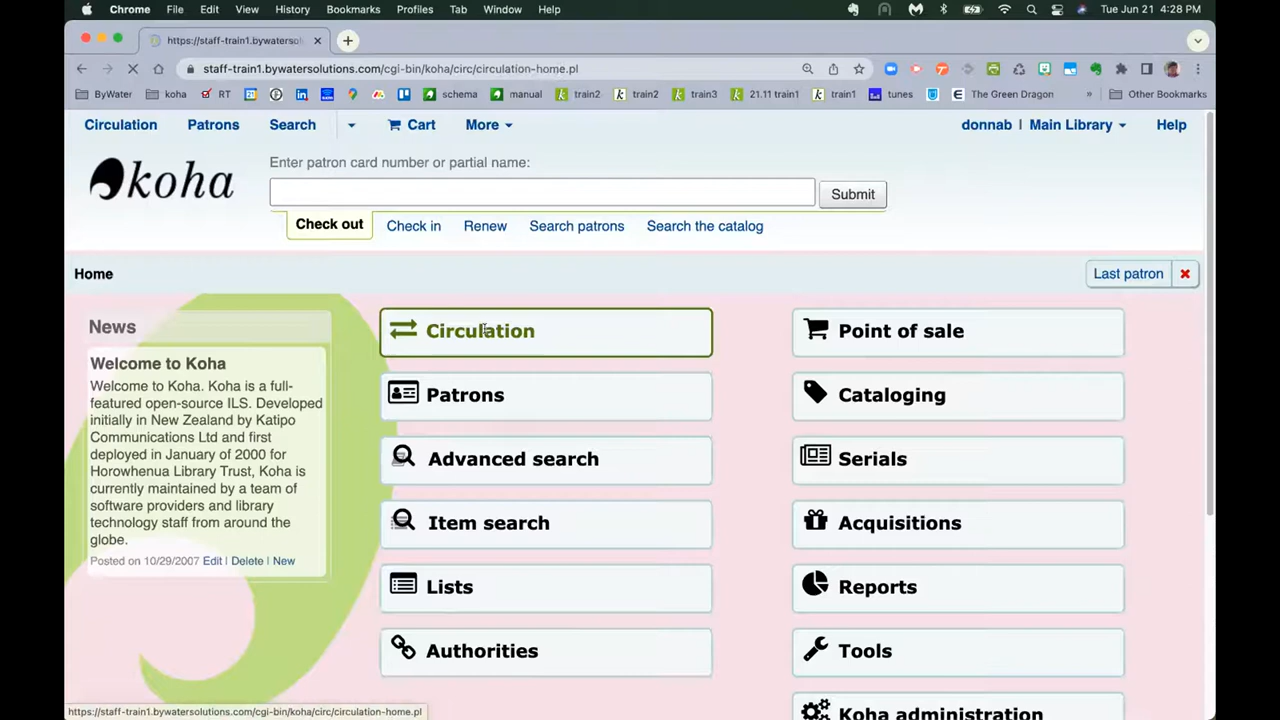 Chrome File Edit View History Bookmarks Profiles Tab Window Help Tue Jun 21 4:28 PM
https://staff-train1.bywatersol
https://staff-train1.bywatersolutions.com/cgi-bin/koha/circ/circulation-home.pl
ByWater koha RT schema manual train2 train2 train3 21.11 train1 train1 tunes The Green Dragon » Other Bookmarks
Circulation Patrons Search Cart More donnab | Main Library Help
koha
Enter patron card number or partial name:
Submit
Check out Check in Renew Search patrons Search the catalog
Home Last patron
News
Welcome to Koha
Welcome to Koha. Koha is a full-
featured open-source ILS. Developed
initially in New Zealand by Katipo
Communications Ltd and first
deployed in January of 2000 for
Horowhenua Library Trust, Koha is
currently maintained by a team of
software providers and library
technology staff from around the
globe.
Posted on 10/29/2007 Edit | Delete | New
Circulation
Patrons
Advanced search
Item search
Lists
Authorities
Point of sale
Cataloging
Serials
Acquisitions
Reports
Tools
Koha administration
https://staff-train1.bywatersolutions.com/cgi-bin/koha/circ/circulation-home.pl